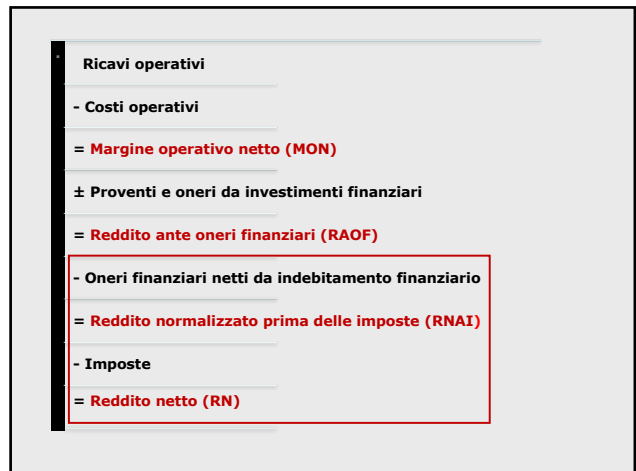 Ricavi operativi
- Costi operativi
= Margine operativo netto (MON)
± Proventi e oneri da investimenti finanziari
= Reddito ante oneri finanziari (RAOF)
- Oneri finanziari netti da indebitamento finanziario
= Reddito normalizzato prima delle imposte (RNAI)
- Imposte
= Reddito netto (RN)